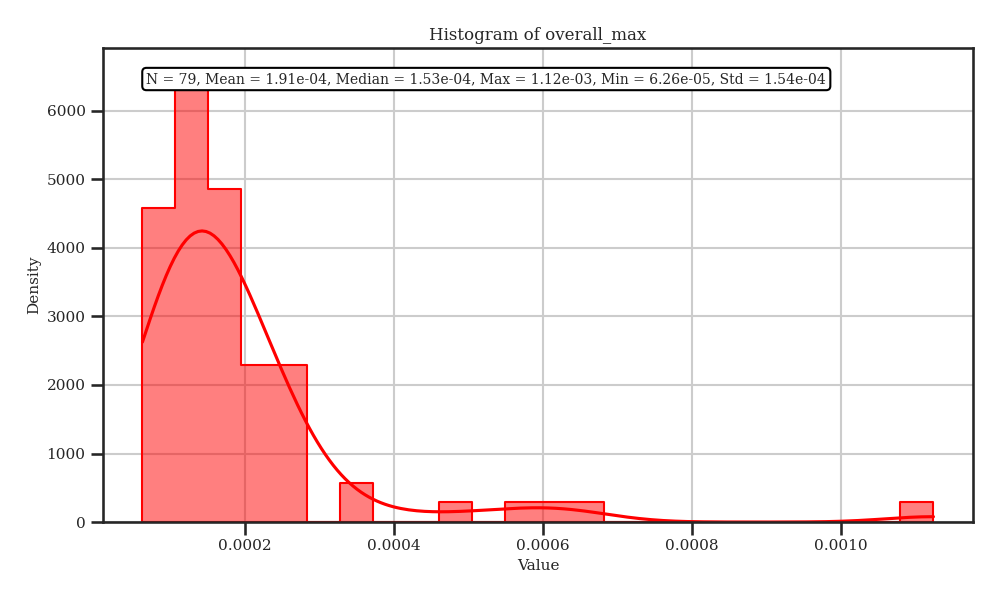 Histogram of overall_max
N = 79, Mean = 1.91e-04, Median = 1.53e-04, Max = 1.12e-03, Min = 6.26e-05, Std = 1.54e-04
6000
5000
4000
3000
2000
1000
0
Density
0.0002 0.0004 0.0006 0.0008 0.0010
Value